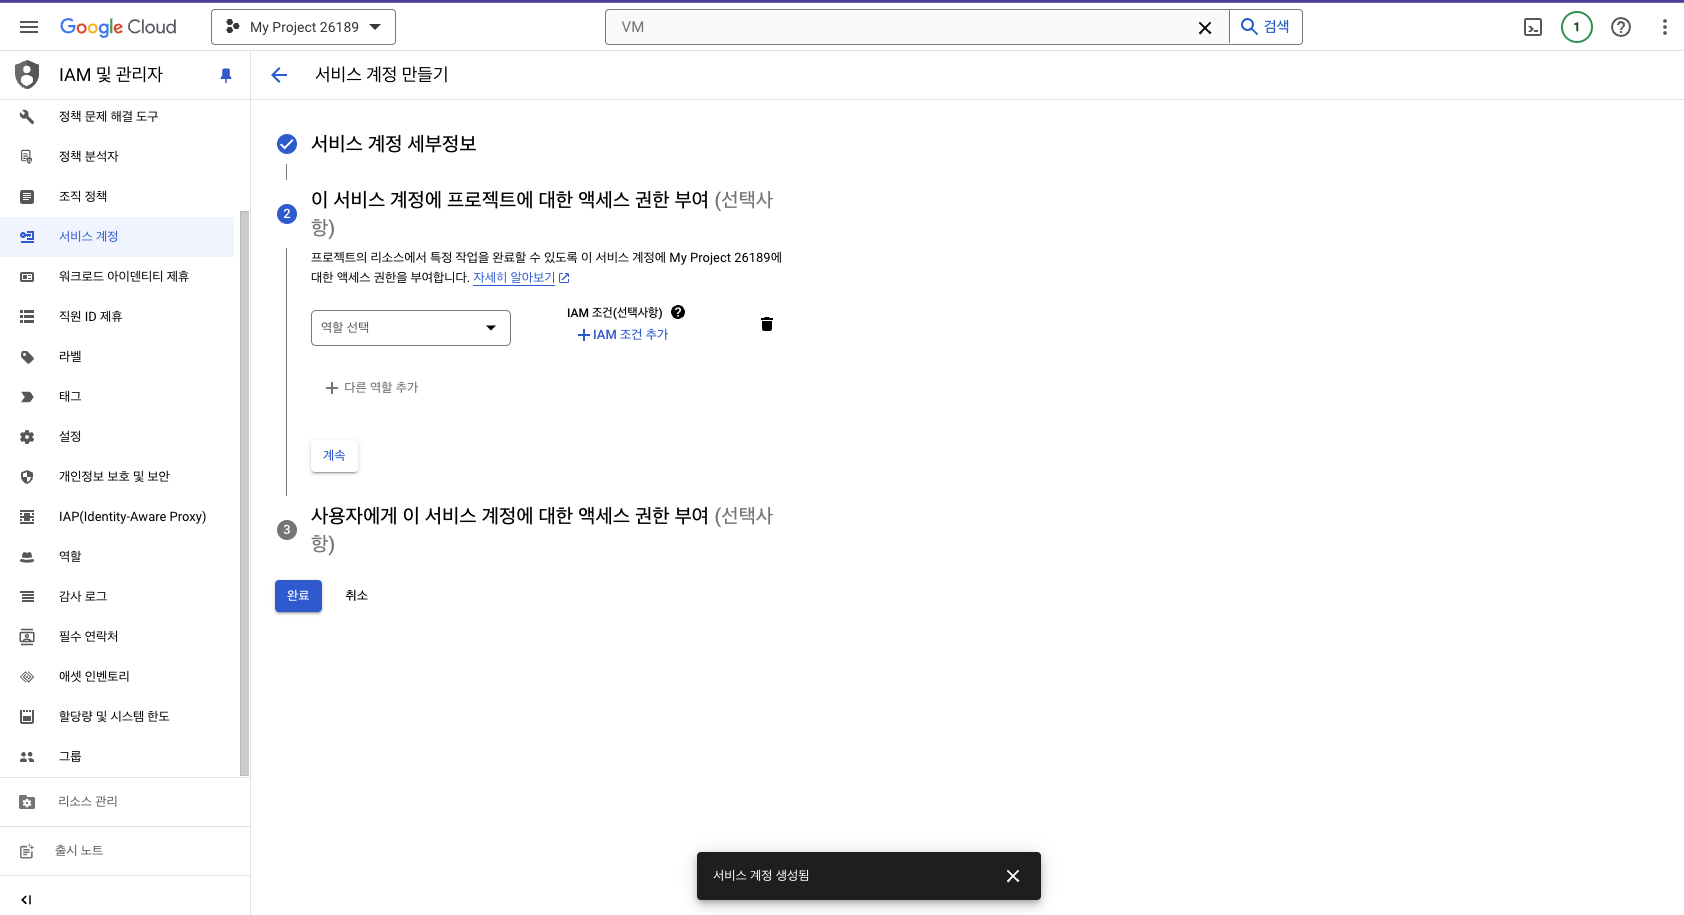 Google Cloud
My Project 26189
VM
검색
1
IAM 및 관리자
서비스 계정 만들기
정책 문제 해결 도구
정책 분석자
조직 정책
서비스 계정
워크로드 아이덴티티 제휴
직원 ID 제휴
라벨
태그
설정
개인정보 보호 및 보안
IAP(Identity-Aware Proxy)
역할
감사 로그
필수 연락처
애셋 인벤토리
할당량 및 시스템 한도
그룹
리소스 관리
출시 노트
서비스 계정 세부정보
2
이 서비스 계정에 프로젝트에 대한 액세스 권한 부여 (선택사
항)
프로젝트의 리소스에서 특정 작업을 완료할 수 있도록 이 서비스 계정에 My Project 26189에
대한 액세스 권한을 부여합니다. 자세히 알아보기
역할 선택
IAM 조건(선택사항)
IAM 조건 추가
다른 역할 추가
계속
3
사용자에게 이 서비스 계정에 대한 액세스 권한 부여 (선택사
항)
완료
취소
서비스 계정 생성됨